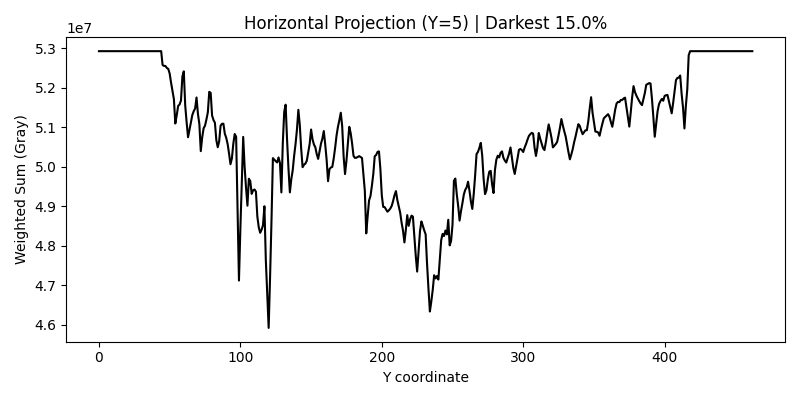 Horizontal Projection (Y=5) | Darkest 15.0%
1e7
5.3
5.2
5.1
5.0
4.9
4.8
4.7
4.6
Weighted Sum (Gray)
0 100 200 300 400
Y coordinate